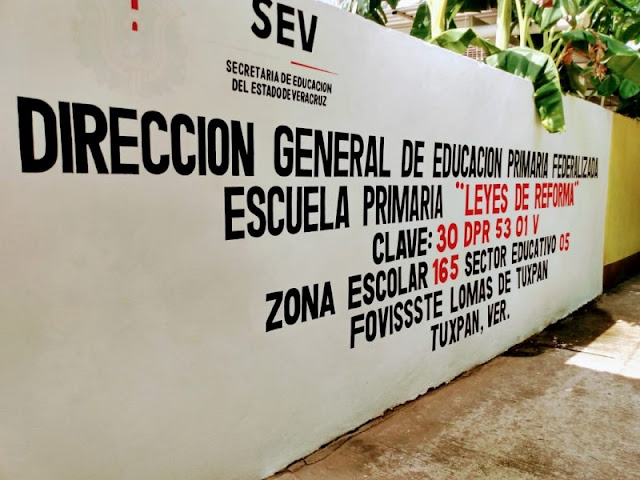 SEV
SECRETARIA DE EDUCACIÓN
DEL ESTADO DE VERACRUZ
DIRECCION GENERAL DE EDUCACION PRIMARIA FEDERALIZADA
ESCUELA PRIMARIA ¨LEYES DE REFORMA¨
CLAVE: 30 DPR 53 01 V
ZONA ESCOLAR 165 SECTOR EDUCATIVO 05
FOVISSSTE LOMAS DE TUXPAN
TUXPAN, VER.